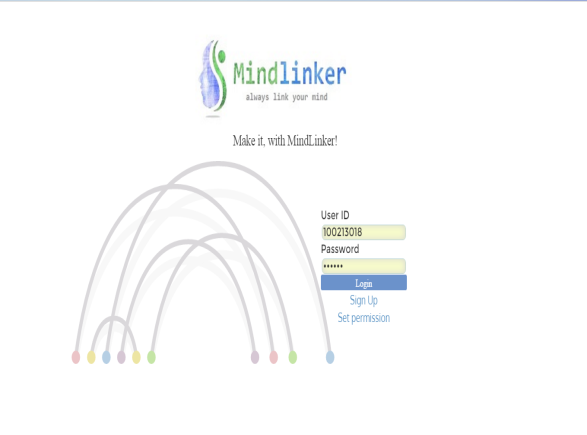 Mindlinker
always link your mind
Make it, with MindLinker!
User ID
100213018
Password
••••••
Login
Sign Up
Set permission